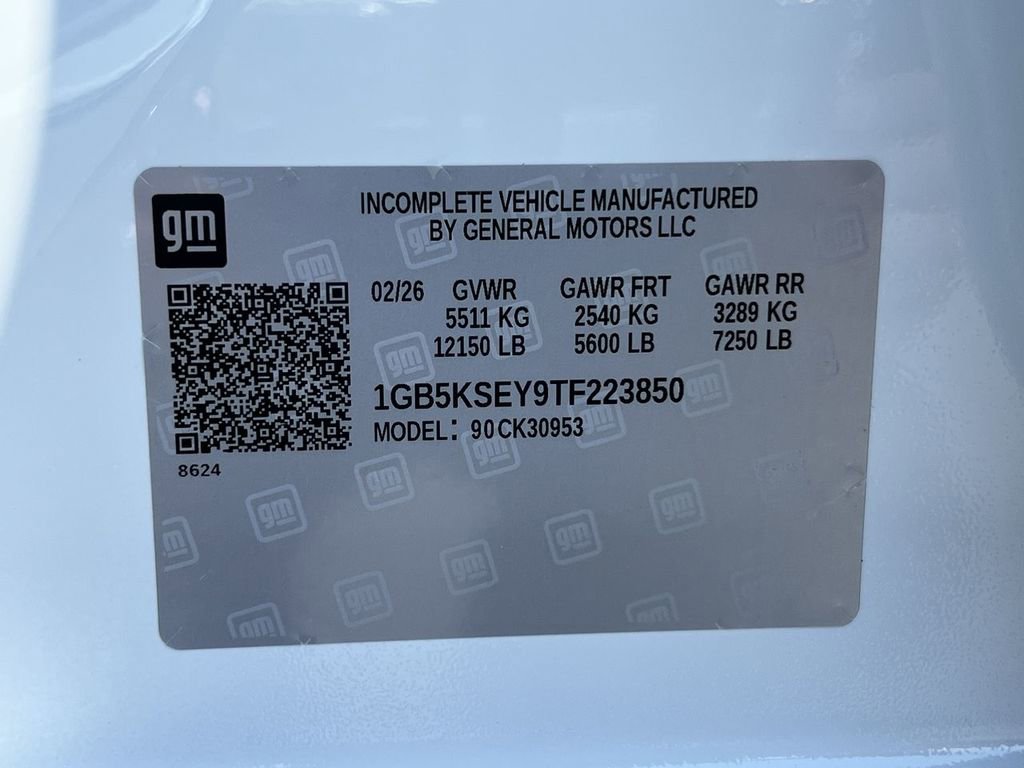 gm
INCOMPLETE VEHICLE MANUFACTURED
BY GENERAL MOTORS LLC
02/26 GVWR GAWR FRT GAWR RR
5511 KG 2540 KG 3289 KG
12150 LB 5600 LB 7250 LB
1GB5KSEY9TF223850
MODEL: 90CK30953
8624